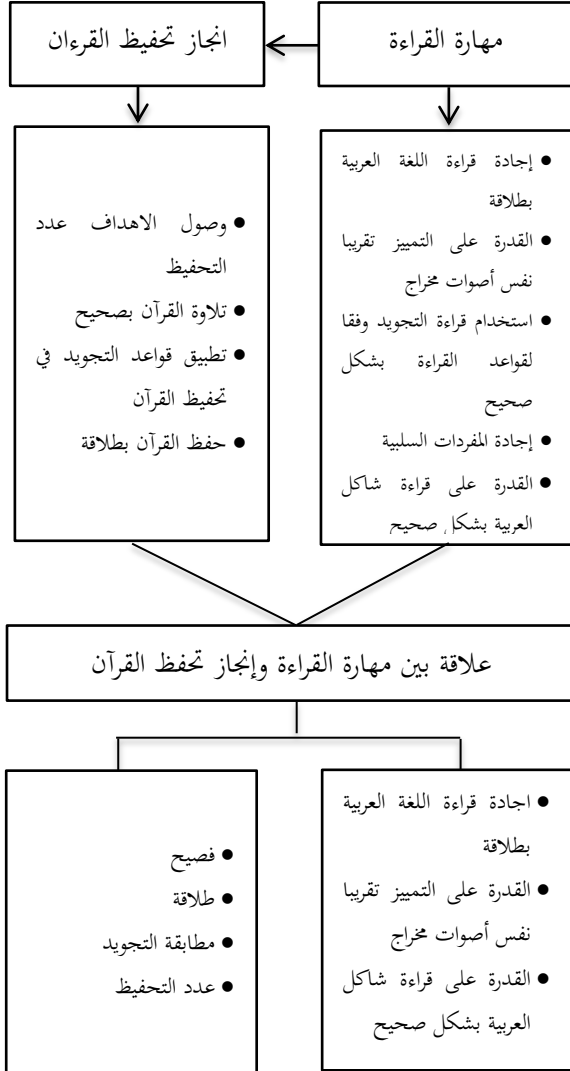 مهارة القراءة
انجاز تحفيظ القرءان
● إجادة قراءة اللغة العربية
بطلاقة
● القدرة على التمييز تقريبا
نفس أصوات مخراج
● استخدام قراءة التجويد وفقا
لقواعد القراءة بشكل
صحيح
● إجادة المفردات السلبية
● القدرة على قراءة شاكل
العربية بشكل صحيح
● وصول الاهداف عدد
التحفيظ
● تلاوة القرآن بصحيح
● تطبيق قواعد التجويد في
تحفيظ القرآن
● حفظ القرآن بطلاقة
علاقة بين مهارة القراءة وإنجاز تحفظ القرآن
● اجادة قراءة اللغة العربية
بطلاقة
● القدرة على التمييز تقريبا
نفس أصوات مخراج
● القدرة على قراءة شاكل
العربية بشكل صحيح
● فصيح
● طلاقة
● مطابقة التجويد
● عدد التحفيظ